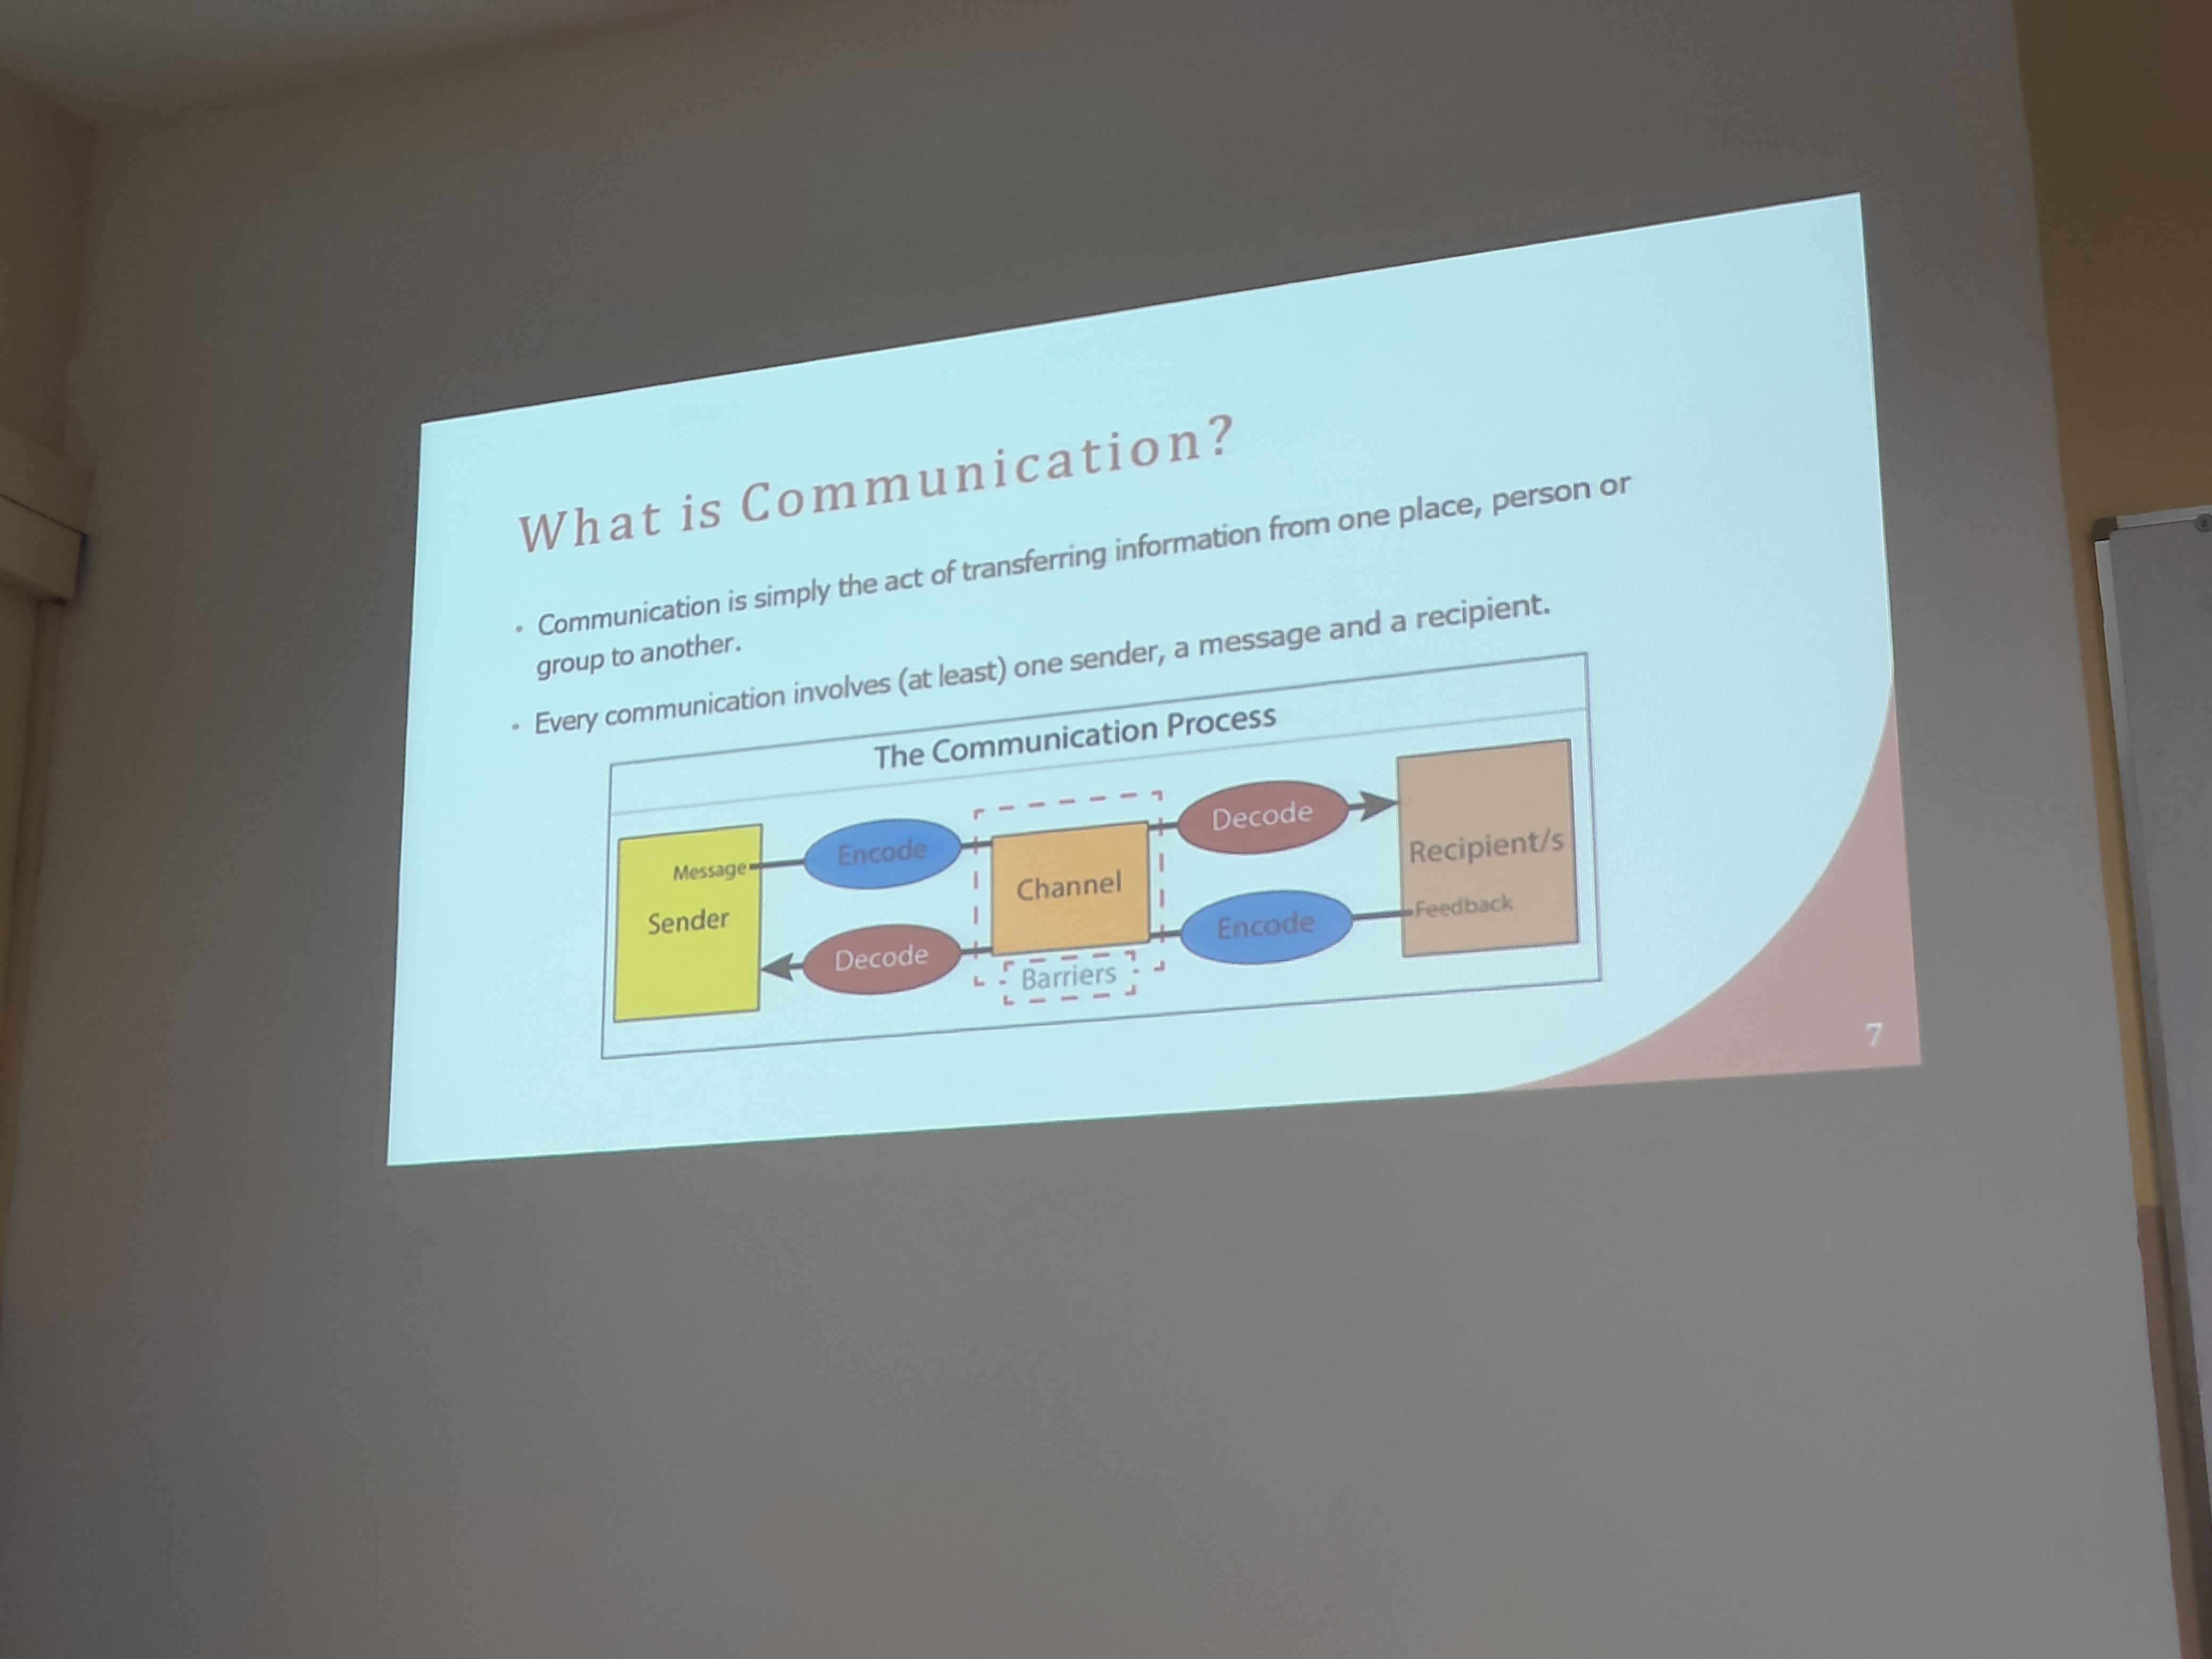 What is Communication?
• Communication is simply the act of transferring information from one place, person or
group to another.
• Every communication involves (at least) one sender, a message and a recipient.
The Communication Process
Message
Sender
Encode
Decode
Channel
Barriers
Decode
Encode
Recipient/s
Feedback
7